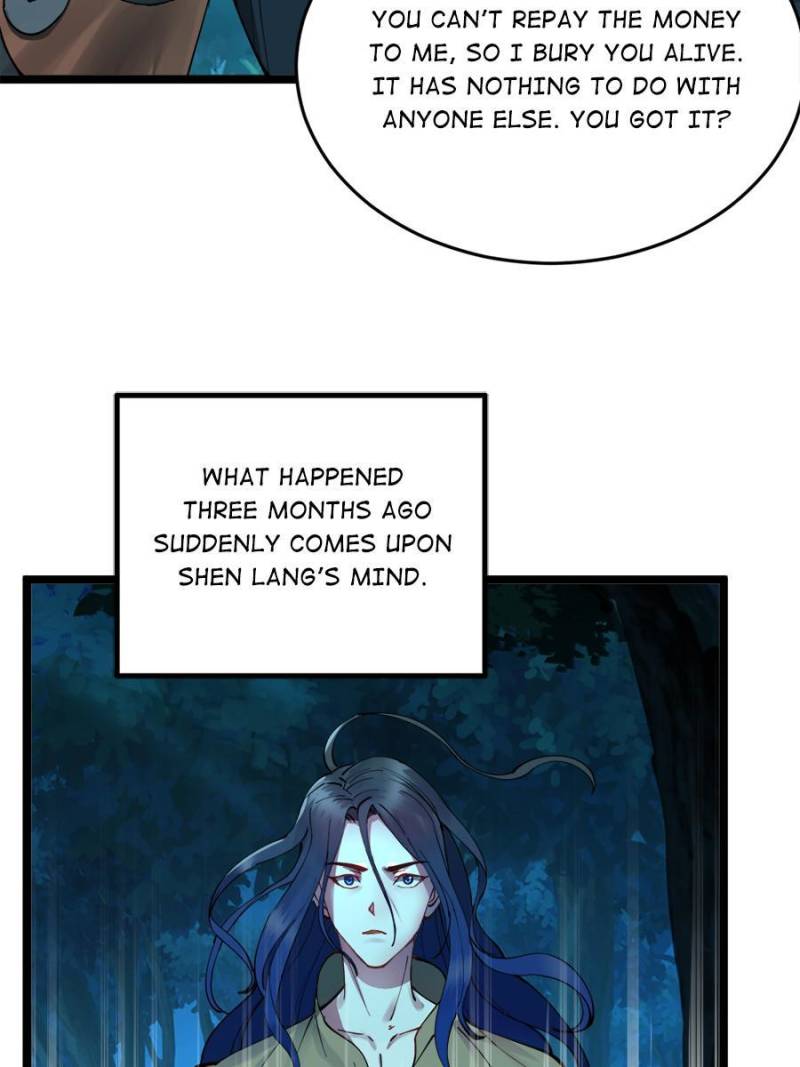 YOU CAN'T REPAY THE MONEY
TO ME, SO I BURY YOU ALIVE.
IT HAS NOTHING TO DO WITH
ANYONE ELSE. YOU GOT IT?
WHAT HAPPENED
THREE MONTHS AGO
SUDDENLY COMES UPON
SHEN LANG'S MIND.